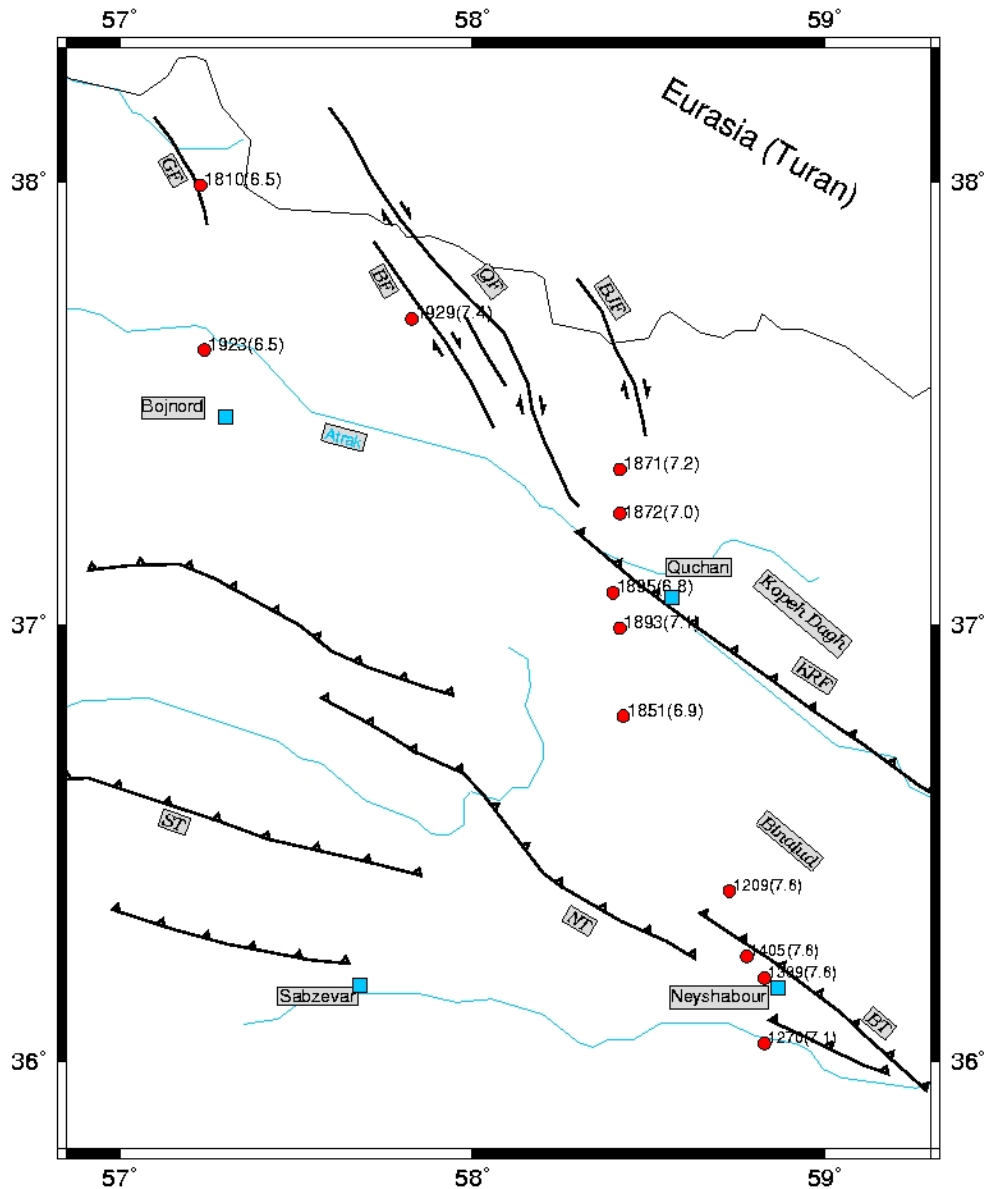 57°
58°
59°
Eurasia (Turan)
38°
38°
GF
1810(6.5)
BF
QF
BJF
1929(7.4)
1923(6.5)
Bojnord
Atrak
1871(7.2)
1872(7.0)
Quchan
1895(6.8)
Kopeh Dagh
37°
37°
1893(7.1)
KRF
1851(6.9)
ST
Binalud
1209(7.6)
NT
1405(7.6)
1389(7.6)
Sabzevar
Neyshabour
BT
1270(7.1)
36°
36°
57°
58°
59°